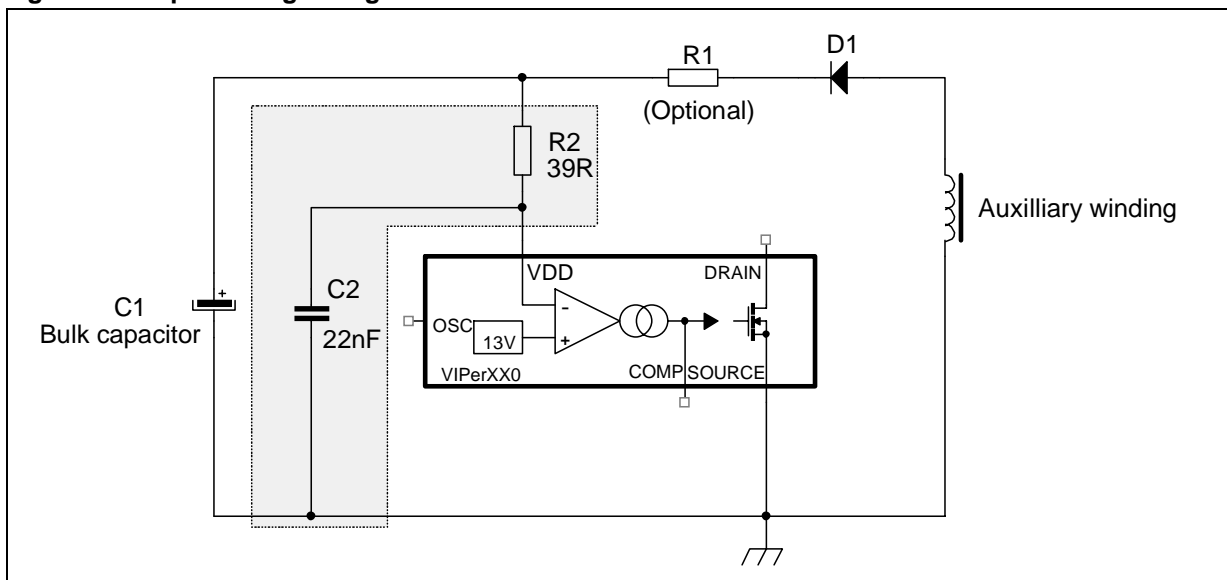 D1
R1
(Optional)
R2
39R
Auxilliary winding
VDD
DRAIN
C2
22nF
C1
Bulk capacitor
+
OSC
13V
-
+
COMP
SOURCE
VIPerXX0